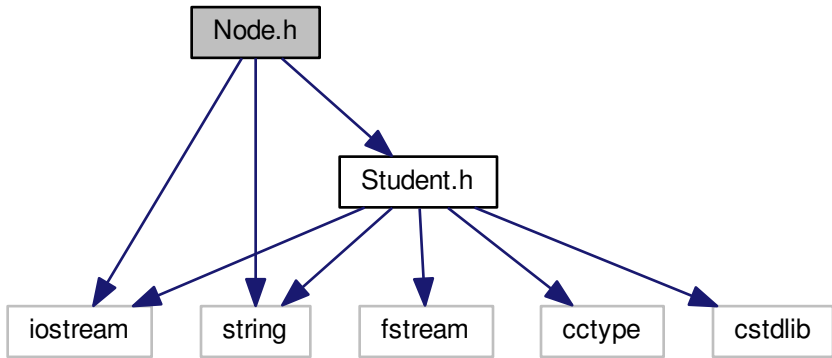 Node.h
Student.h
iostream
string
fstream
cctype
cstdlib